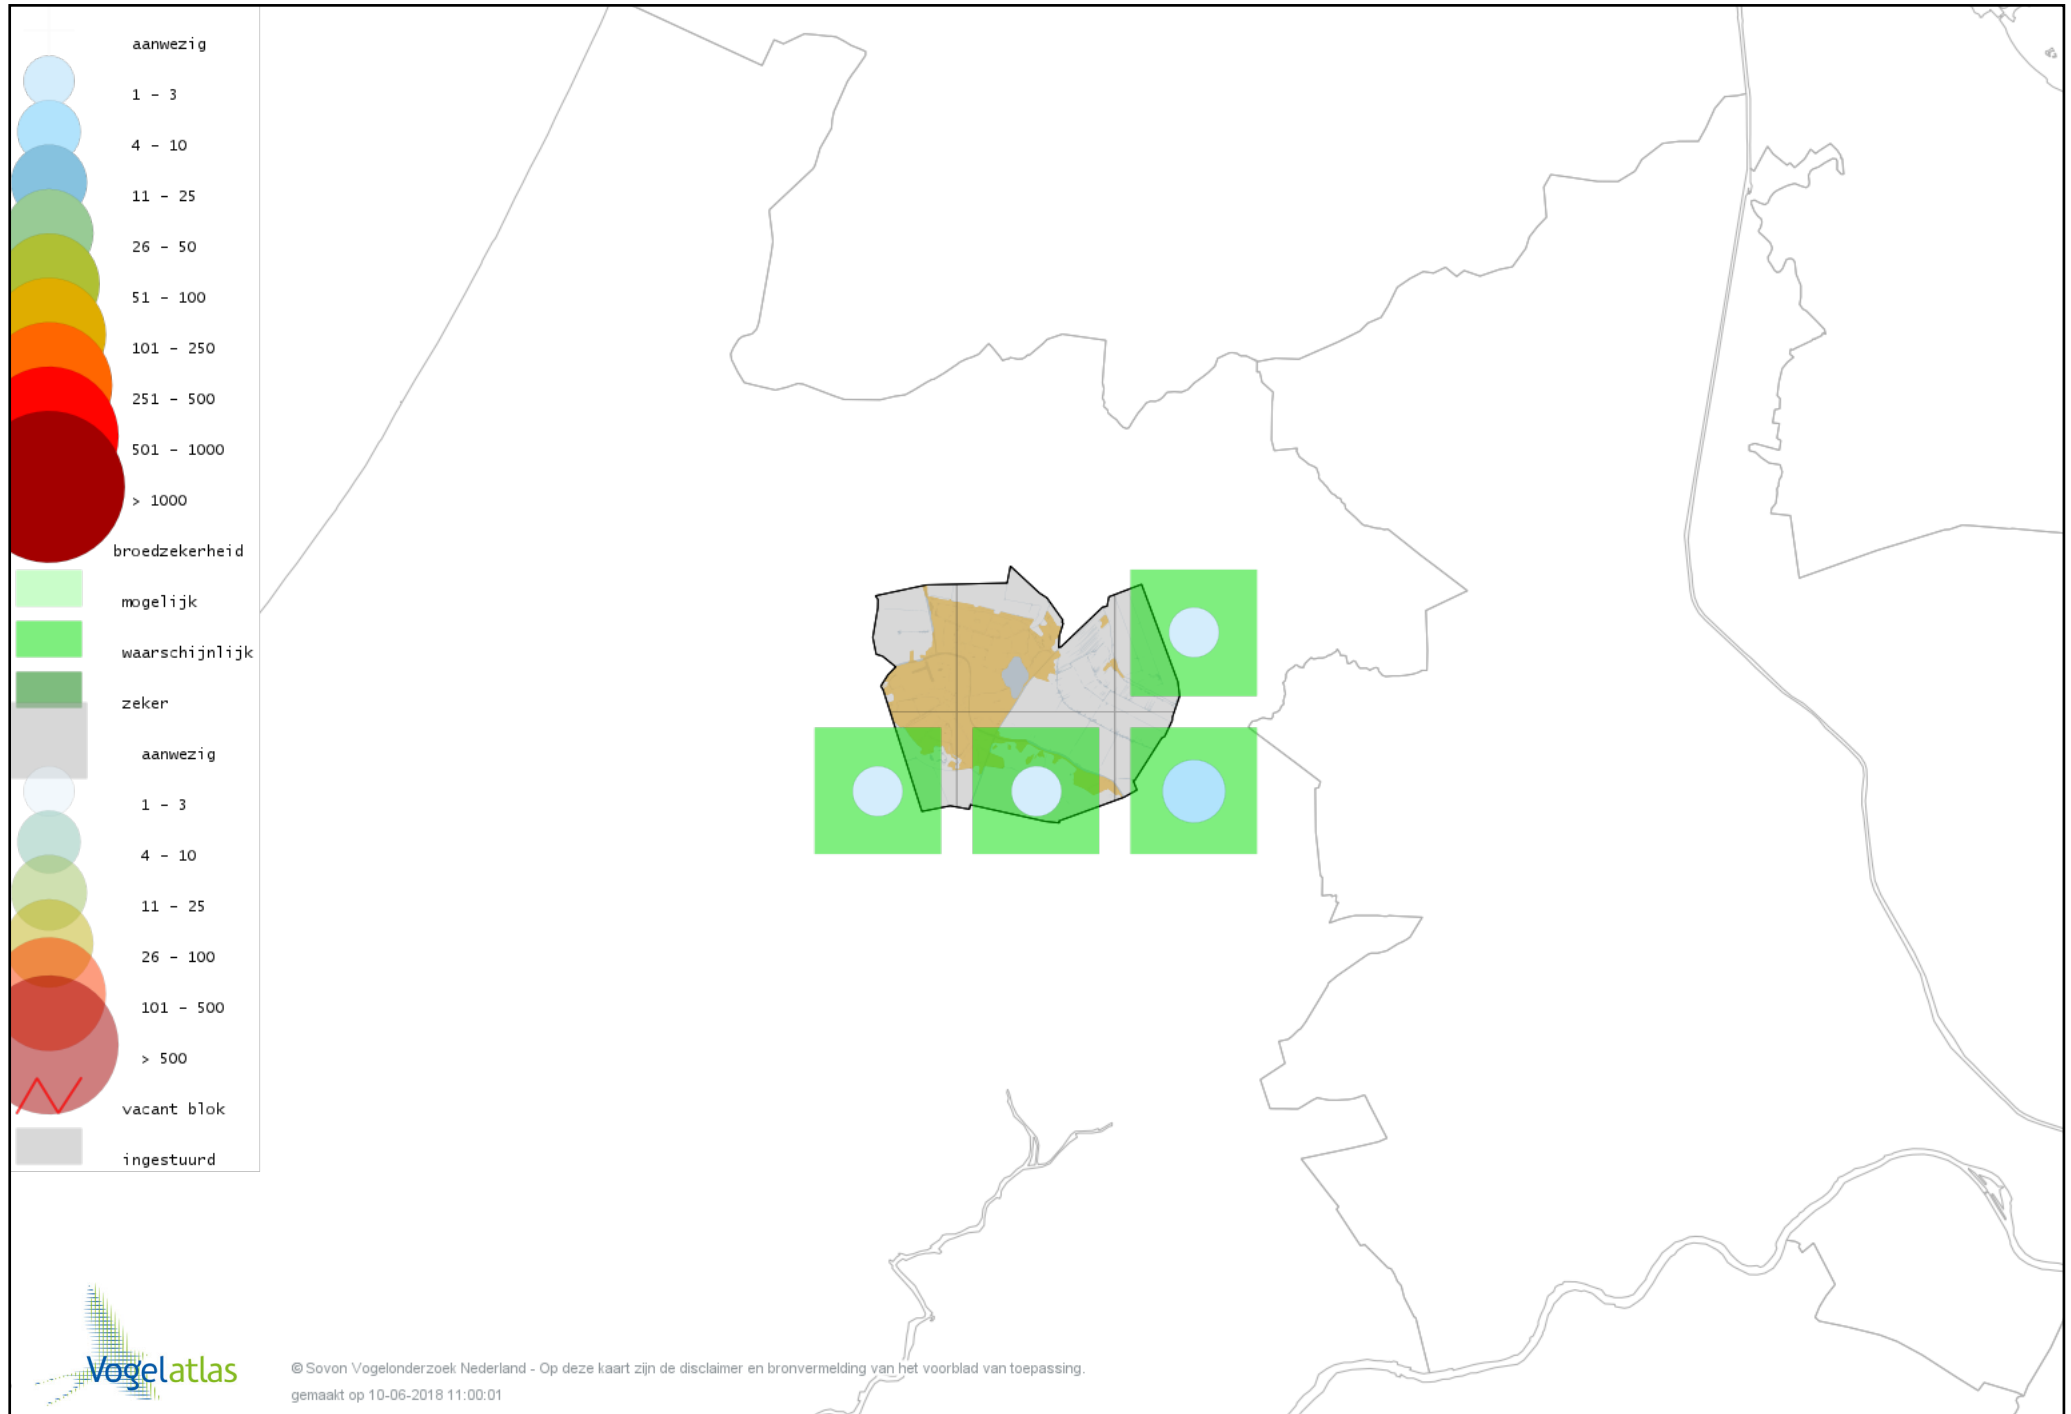 aanwezig
1 - 3
4 - 10
11 - 25
26 - 50
51 - 100
101 - 250
251 - 500
501 - 1000
> 1000
broedzekerheid
mogelijk
waarschijnlijk
zeker
aanwezig
1 - 3
4 - 10
11 - 25
26 - 100
101 - 500
> 500
vacant blok
ingestuurd
Vogelatlas
© Sovon Vogelonderzoek Nederland - Op deze kaart zijn de disclaimer en bronvermelding van het voorblad van toepassing.
gemaakt op 10-06-2018 11:00:01